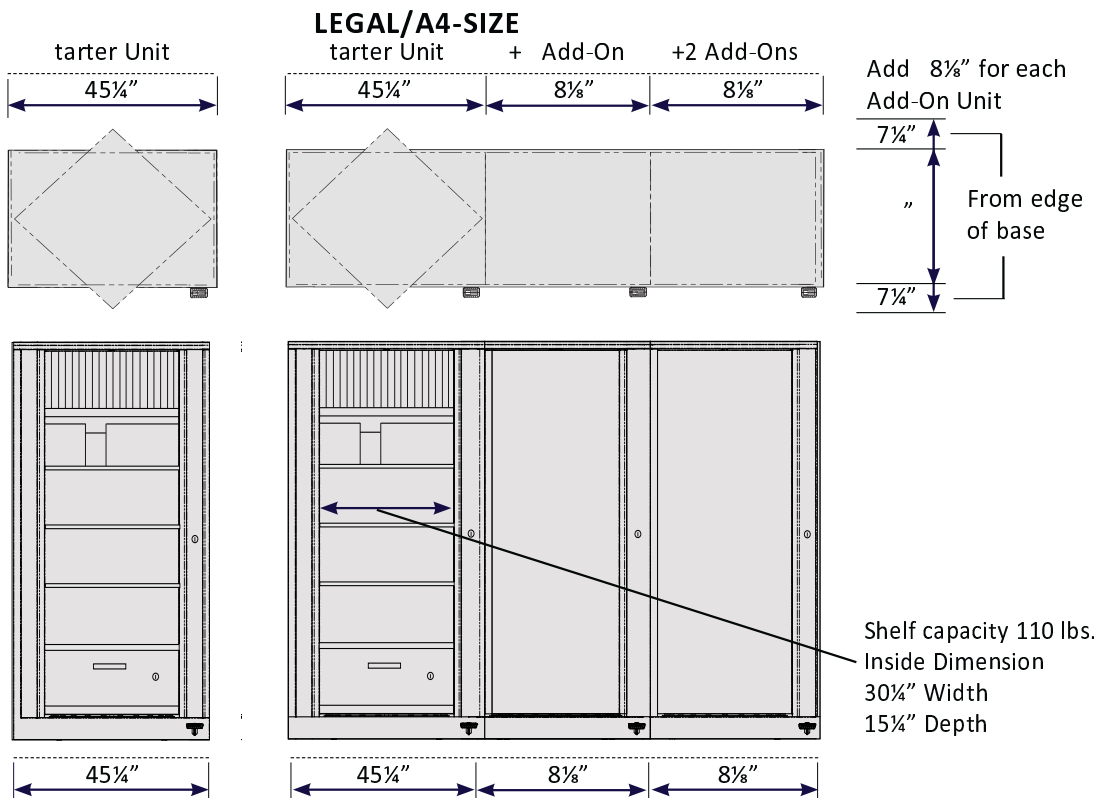 LEGAL/A4-SIZE
tarter Unit
tarter Unit
+ Add-On
+2 Add-Ons
45¼”
45¼”
8⅛”
8⅛”
Add 8⅛” for each
Add-On Unit
7¼”
”
From edge
of base
7¼”
Shelf capacity 110 lbs.
Inside Dimension
30¼” Width
15¼” Depth
45¼”
45¼”
8⅛”
8⅛”